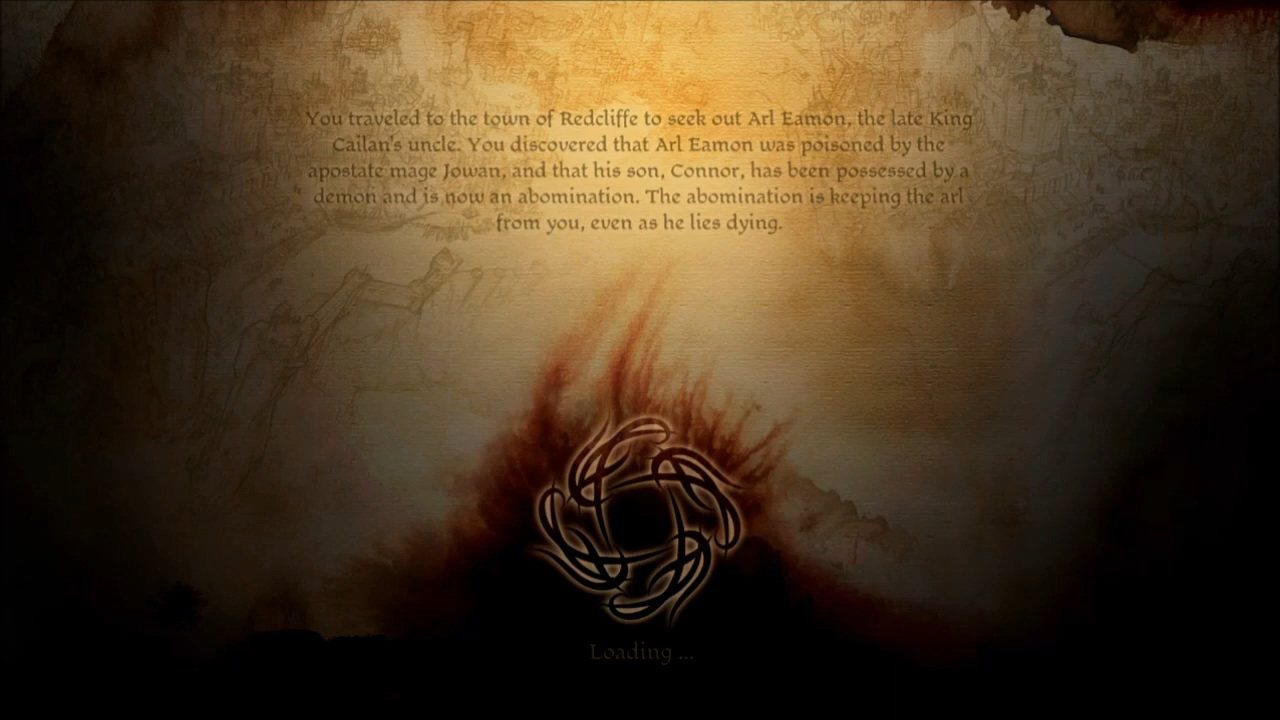 You traveled to the town of Redcliffe to seek out Arl Eamon, the late King
Cailan's uncle. You discovered that Arl Eamon was poisoned by the
apostate mage Jowan, and that his son, Connor, has been possessed by a
demon and is now an abomination. The abomination is keeping the arl
from you, even as he lies dying.
Loading ...